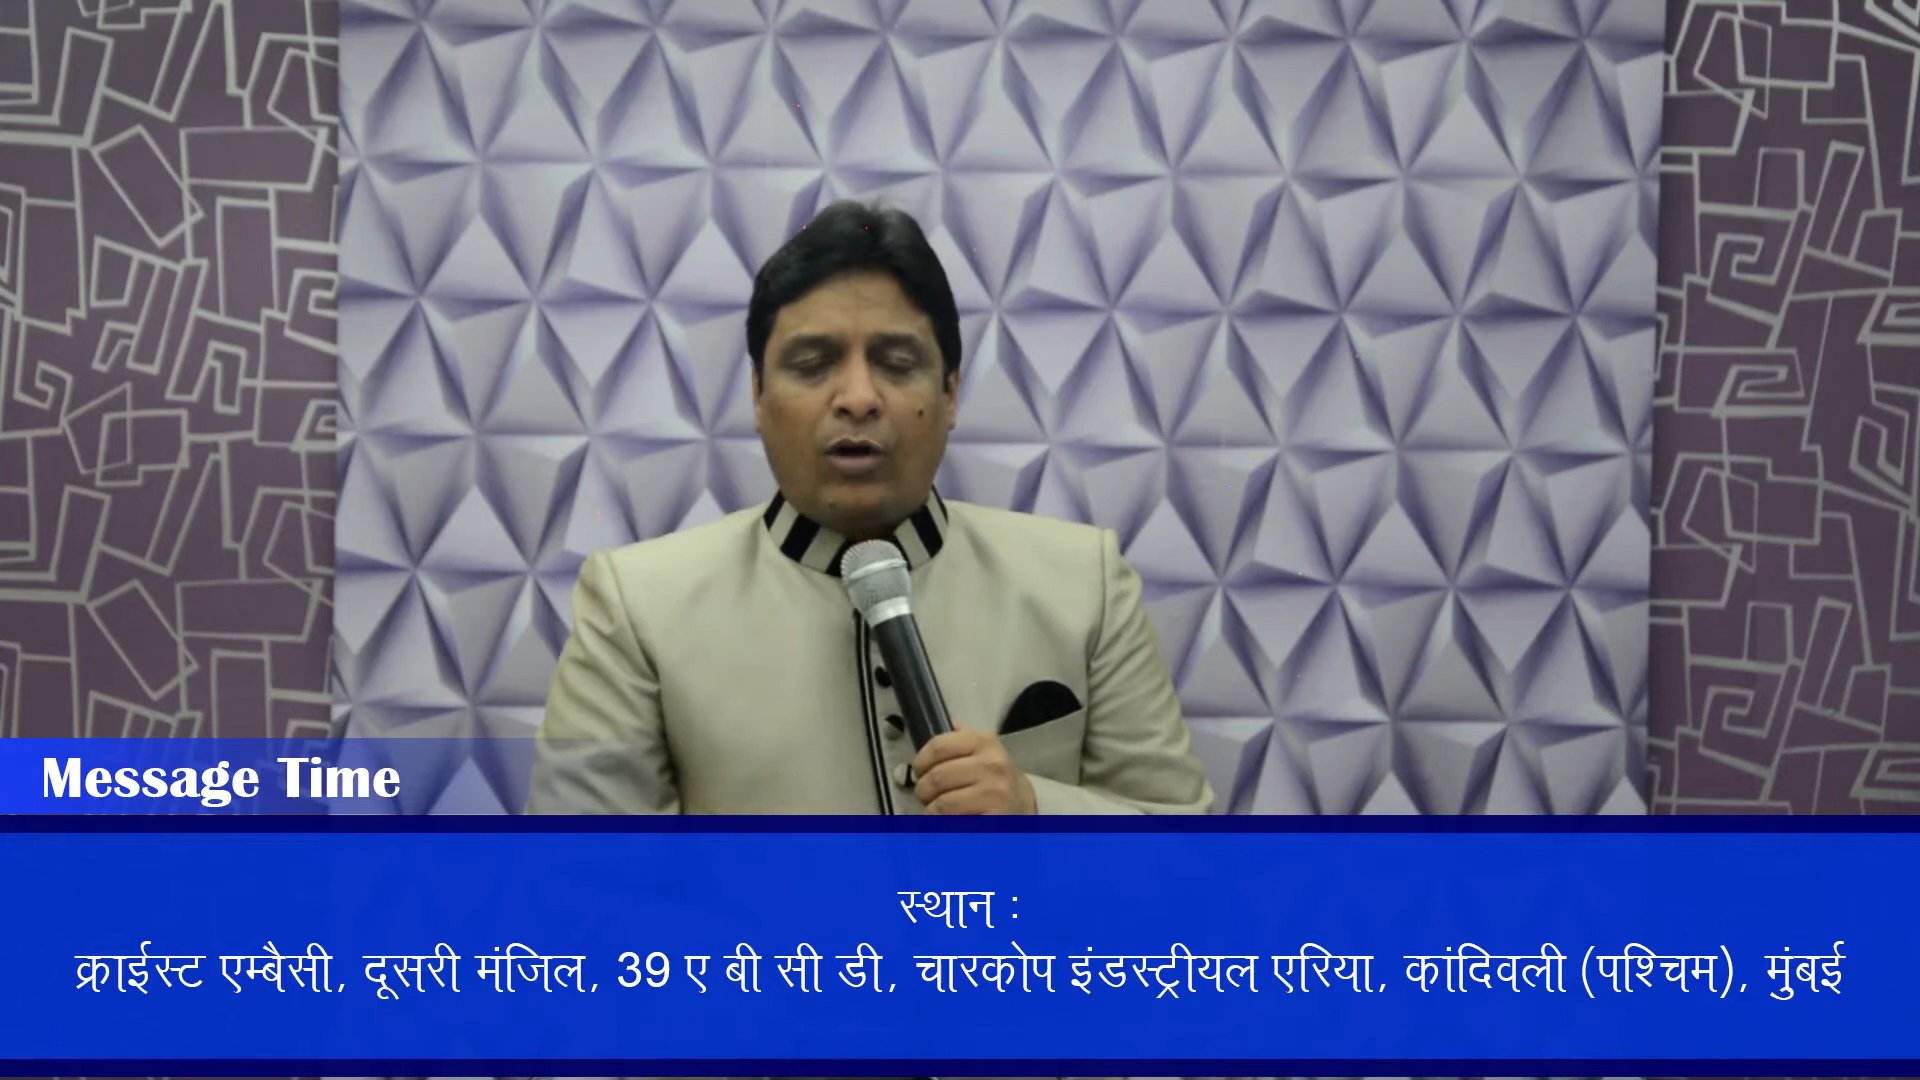 Message Time
स्थान :
क्राईस्ट एम्बैसी, दूसरी मंजिल, 39 ए बी सी डी, चारकोप इंडस्ट्रीयल एरिया, कांदिवली (पश्चिम), मुंबई